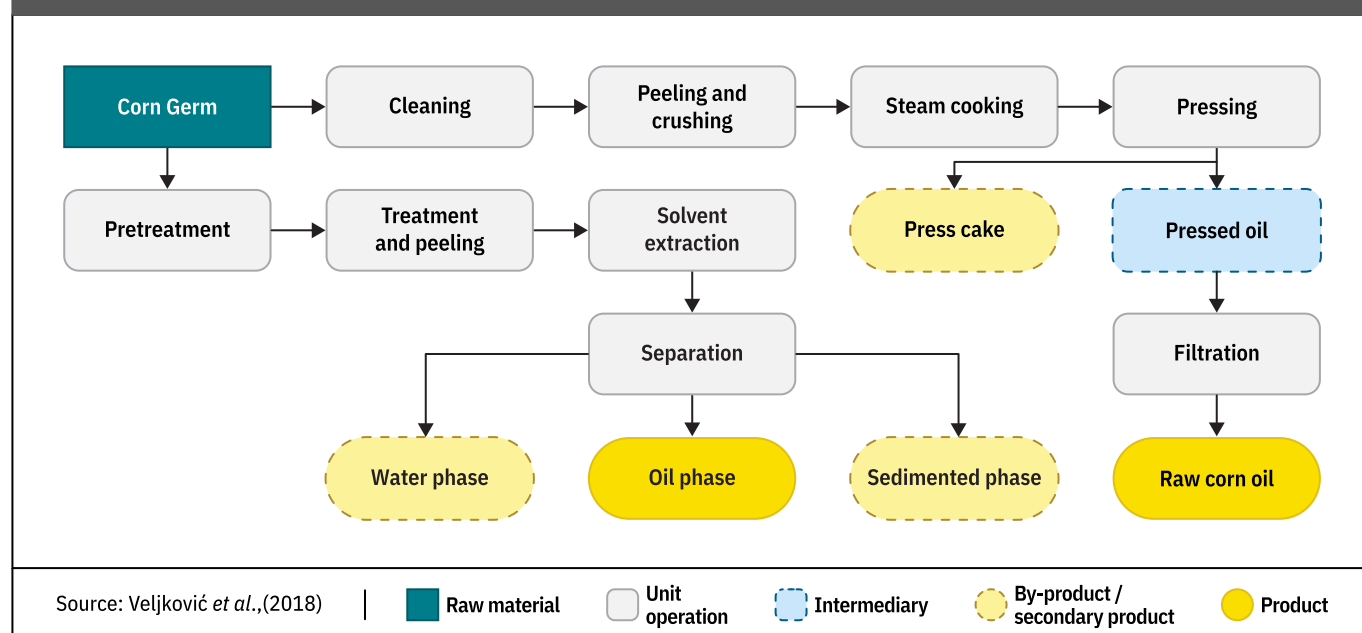 Corn Germ
Cleaning
Peeling and
crushing
Steam cooking
Pressing
Pretreatment
Treatment
and peeling
Solvent
extraction
Press cake
Pressed oil
Separation
Filtration
Water phase
Oil phase
Sedimented phase
Raw corn oil
Source: Veljković et al.,(2018)
Raw material
Unit
operation
Intermediary
By-product /
secondary product
Product